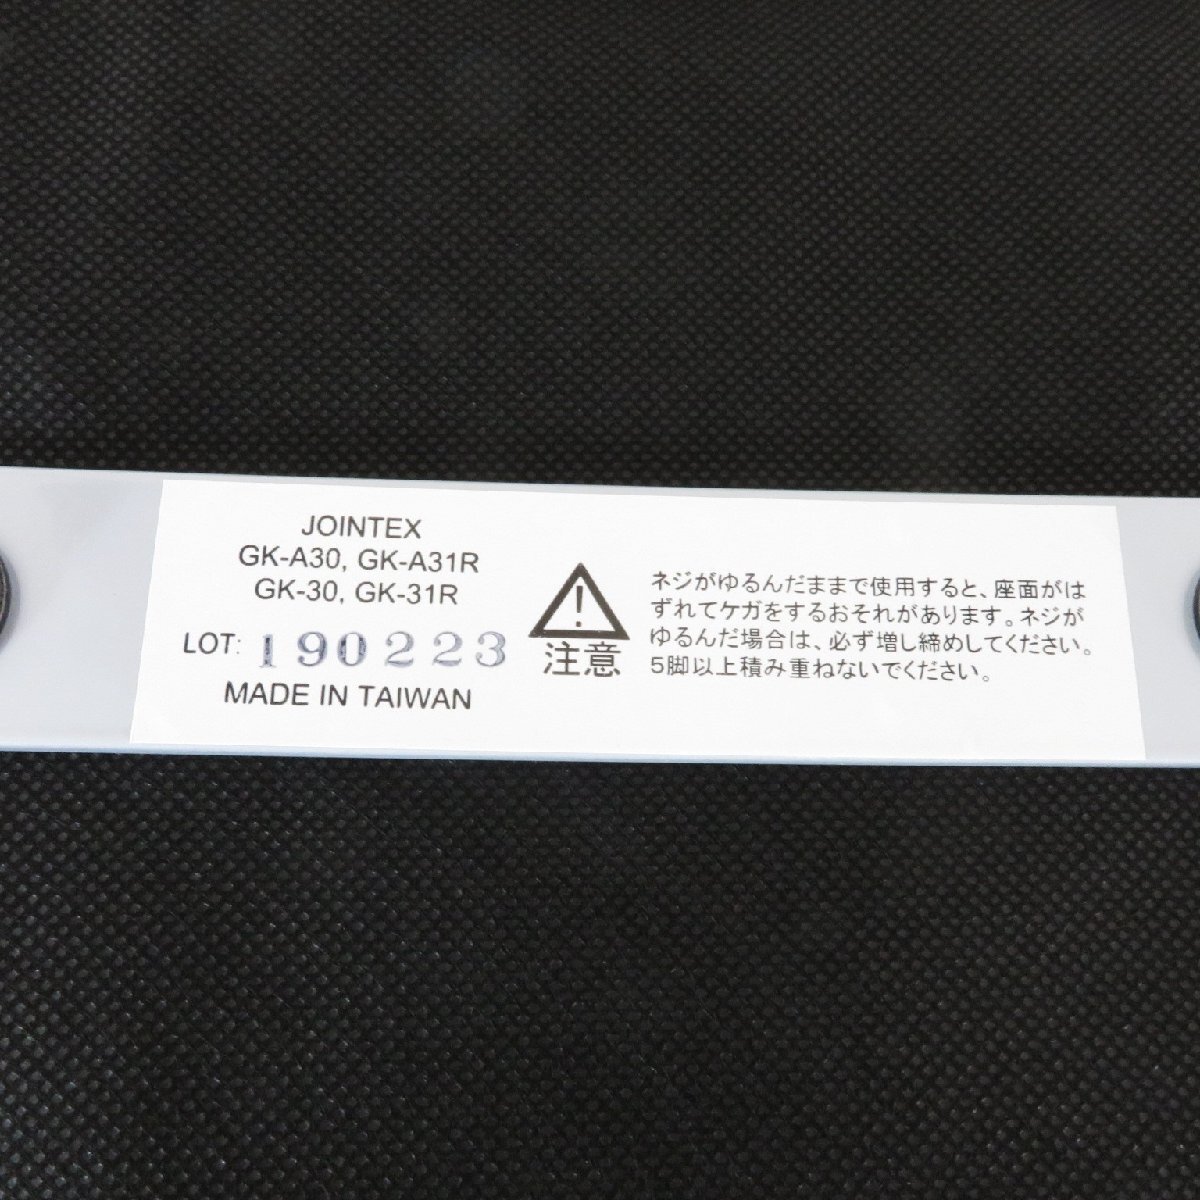 JOINTEX
GK-A30, GK-A31R
GK-30, GK-31R
LOT: 190223
MADE IN TAIWAN
注意
ネジがゆるんだままで使用すると、座面がは
ずれてケガをするおそれがあります。ネジが
ゆるんだ場合は、必ず増し締めしてください。
5脚以上積み重ねないでください。